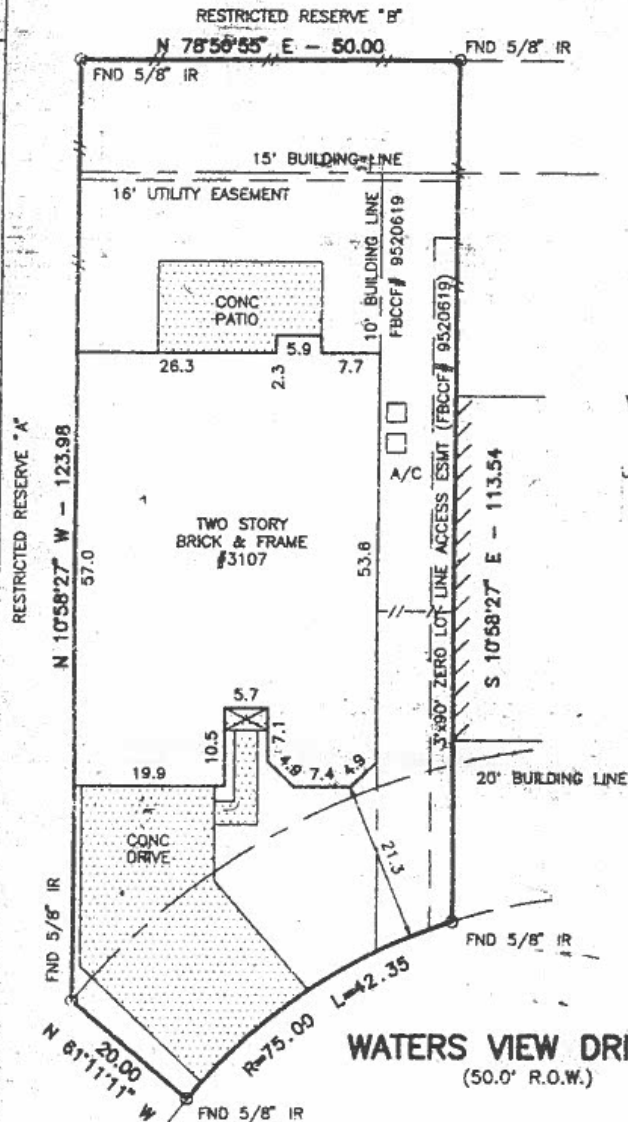 RESTRICTED RESERVE "B"
N 78°56'55" E - 50.00
FND 5/8" IR
FND 5/8" IR
15' BUILDING LINE
16' UTILITY EASEMENT
10' BUILDING LINE
FBCCF# 9520619
CONC
PATIO
5.9
26.3
2.3
7.7
A/C
3'x90' ZERO LOT LINE ACCESS ESMT (FBCCF# 9520619)
RESTRICTED RESERVE "A"
N 10°58'27" W - 123.98
57.0
TWO STORY
BRICK & FRAME
#3107
53.8
S 10°58'27" E - 113.54
5.7
10.5
7.1
4.9
7.4
4.9
19.9
20' BUILDING LINE
CONC
DRIVE
21.3
FND 5/8" IR
FND 5/8" IR
R=75.00
L=42.35
20.00
N 61°11'11" W
FND 5/8" IR
WATERS VIEW DRI
(50.0' R.O.W.)